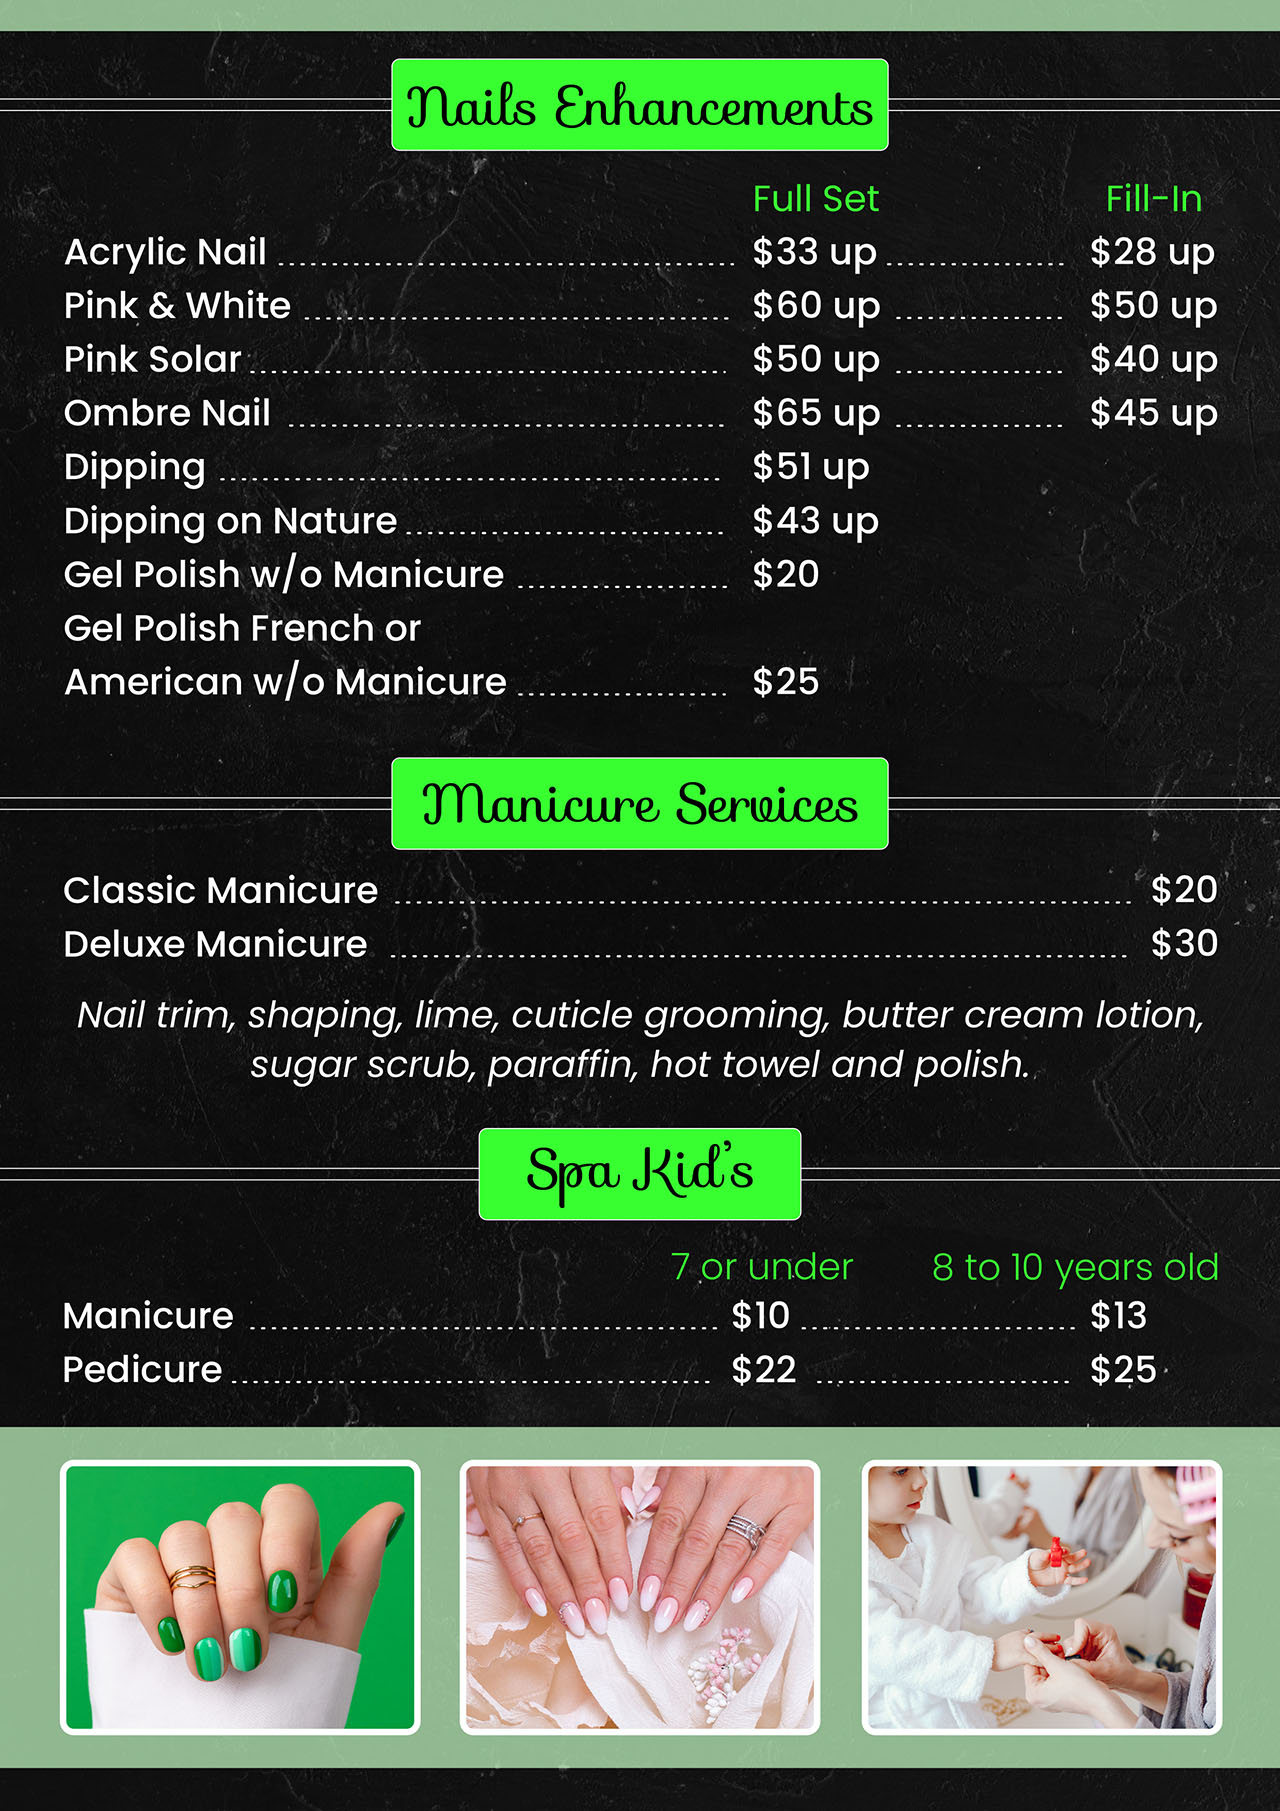 Nails Enhancements
Full Set Fill-In
Acrylic Nail $33 up $28 up
Pink & White $60 up $50 up
Pink Solar $50 up $40 up
Ombre Nail $65 up $45 up
Dipping $51 up
Dipping on Nature $43 up
Gel Polish w/o Manicure $20
Gel Polish French or
American w/o Manicure $25
Manicure Services
Classic Manicure $20
Deluxe Manicure $30
Nail trim, shaping, lime, cuticle grooming, butter cream lotion,
sugar scrub, paraffin, hot towel and polish.
Spa Kid's
7 or under 8 to 10 years old
Manicure $10 $13
Pedicure $22 $25